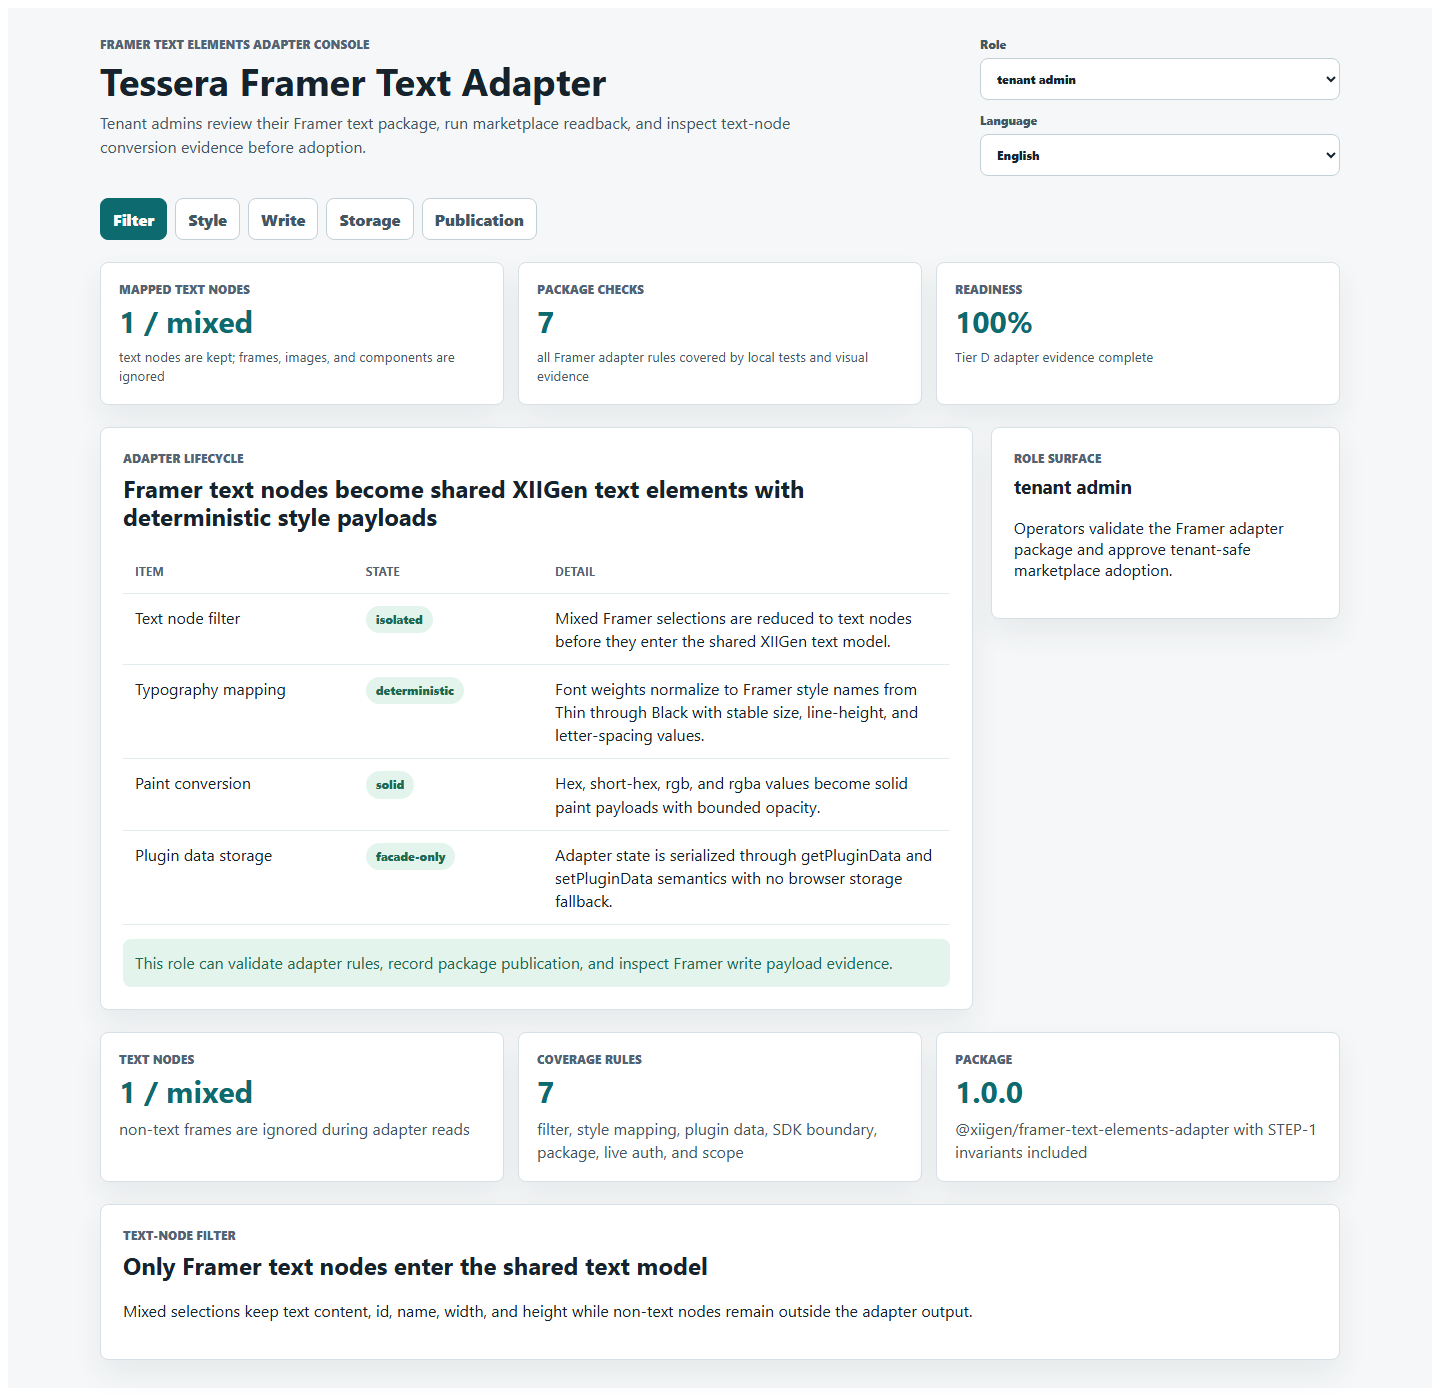 FRAMER TEXT ELEMENTS ADAPTER CONSOLE
Tessera Framer Text Adapter
Tenant admins review their Framer text package, run marketplace readback, and inspect text-node
conversion evidence before adoption.
Role
tenant admin
Language
English
Filter
Style
Write
Storage
Publication
MAPPED TEXT NODES
1 / mixed
text nodes are kept; frames, images, and components are
ignored
PACKAGE CHECKS
7
all Framer adapter rules covered by local tests and visual
evidence
READINESS
100%
Tier D adapter evidence complete
ADAPTER LIFECYCLE
Framer text nodes become shared XIIGen text elements with
deterministic style payloads
ITEM STATE DETAIL
Text node filter
isolated
Mixed Framer selections are reduced to text nodes
before they enter the shared XIIGen text model.
Typography mapping
deterministic
Font weights normalize to Framer style names from
Thin through Black with stable size, line-height, and
letter-spacing values.
Paint conversion
solid
Hex, short-hex, rgb, and rgba values become solid
paint payloads with bounded opacity.
Plugin data storage
facade-only
Adapter state is serialized through getPluginData and
setPluginData semantics with no browser storage
fallback.
This role can validate adapter rules, record package publication, and inspect Framer write payload evidence.
ROLE SURFACE
tenant admin
Operators validate the Framer adapter
package and approve tenant-safe
marketplace adoption.
TEXT NODES
1 / mixed
non-text frames are ignored during adapter reads
COVERAGE RULES
7
filter, style mapping, plugin data, SDK boundary,
package, live auth, and scope
PACKAGE
1.0.0
@xiigen/framer-text-elements-adapter with STEP-1
invariants included
TEXT-NODE FILTER
Only Framer text nodes enter the shared text model
Mixed selections keep text content, id, name, width, and height while non-text nodes remain outside the adapter output.